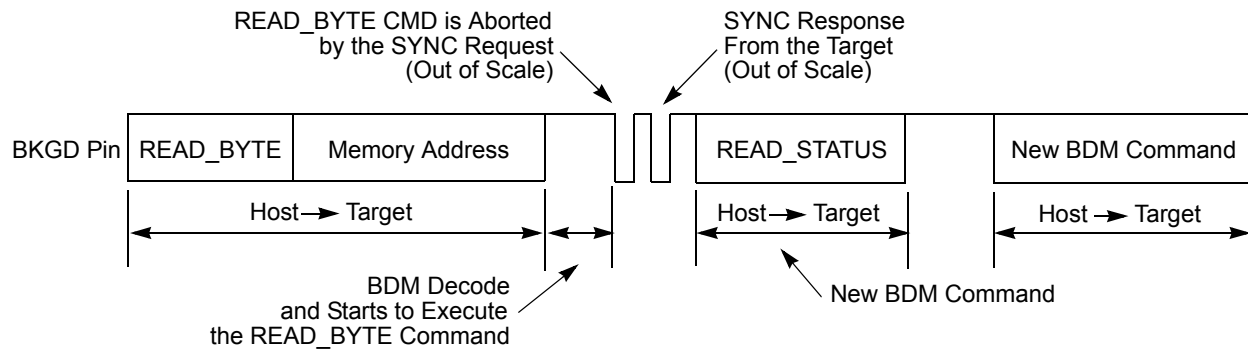 READ_BYTE CMD is Aborted
by the SYNC Request
(Out of Scale)
SYNC Response
From the Target
(Out of Scale)
BKGD Pin
READ_BYTE
Memory Address
READ_STATUS
New BDM Command
Host Target
Host Target
Host Target
BDM Decode
and Starts to Execute
the READ_BYTE Command
New BDM Command